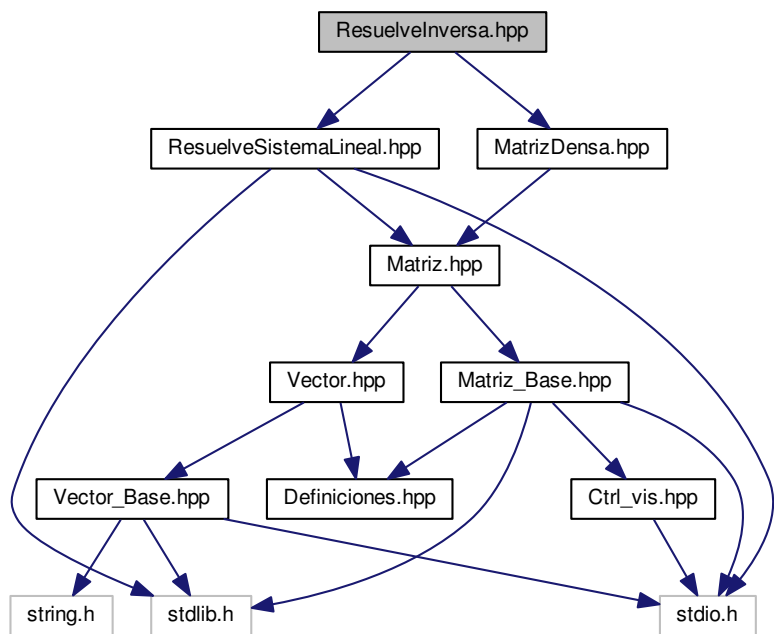 ResuelveInversa.hpp
ResuelveSistemaLineal.hpp
MatrizDensa.hpp
Matriz.hpp
Vector.hpp
Matriz_Base.hpp
Vector_Base.hpp
Definiciones.hpp
Ctrl_vis.hpp
string.h
stdlib.h
stdio.h